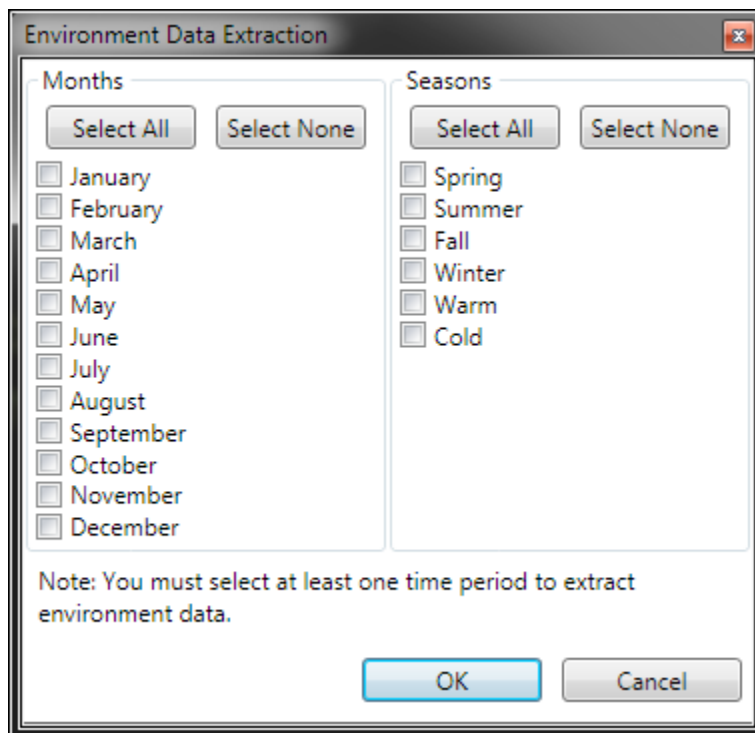 Environment Data Extraction
Months
Select All
Select None
January
February
March
April
May
June
July
August
September
October
November
December
Seasons
Select All
Select None
Spring
Summer
Fall
Winter
Warm
Cold
Note: You must select at least one time period to extract
environment data.
OK
Cancel